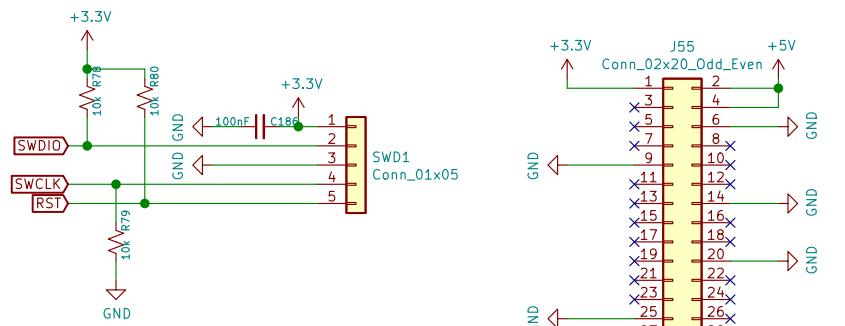 +3.3V
R78
10k
R80
10k
+3.3V
GND
100nF
C186
1
SWDIO
2
GND
3
SWD1
Conn_01x05
SWCLK
4
RST
5
R79
10k
GND
J55
+3.3V
+5V
Conn_02x20_Odd_Even
1 2
3 4
5 6
GND
7 8
GND
9 10
11 12
13 14
GND
15 16
17 18
19 20
GND
21 22
23 24
GND
25 26